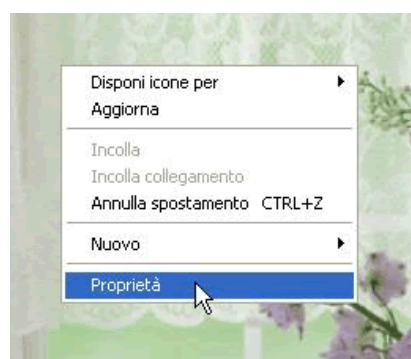 Disponi icone per
Aggiorna
Incolla
Incolla collegamento
Annulla spostamento CTRL+Z
Nuovo
Proprietà